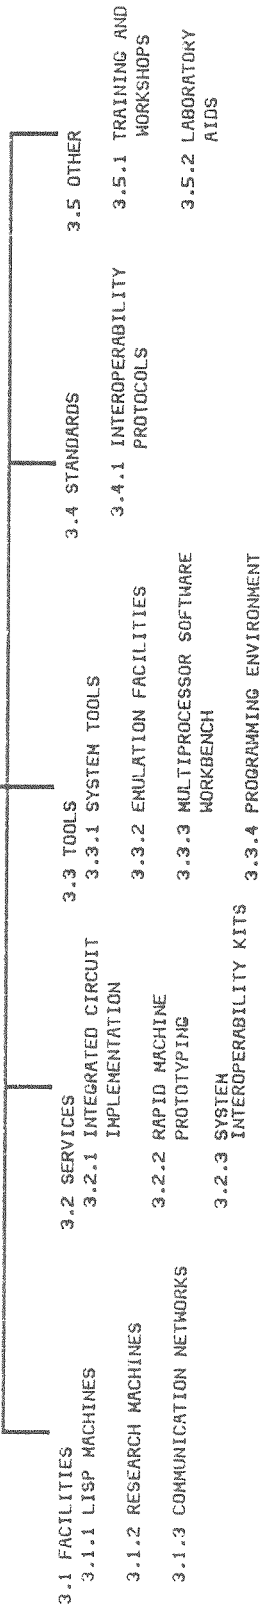 3.1 FACILITIES
3.1.1 LISP MACHINES
3.1.2 RESEARCH MACHINES
3.1.3 COMMUNICATION NETWORKS
3.2 SERVICES
3.2.1 INTEGRATED CIRCUIT
IMPLEMENTATION
3.2.2 RAPID MACHINE
PROTOTYPING
3.2.3 SYSTEM
INTEROPERABILITY KITS
3.3 TOOLS
3.3.1 SYSTEM TOOLS
3.3.2 EMULATION FACILITIES
3.3.3 MULTIPROCESSOR SOFTWARE
WORKBENCH
3.3.4 PROGRAMMING ENVIRONMENT
3.4 STANDARDS
3.4.1 INTEROPERABILITY
PROTOCOLS
3.5 OTHER
3.5.1 TRAINING AND
WORKSHOPS
3.5.2 LABORATORY
AIDS